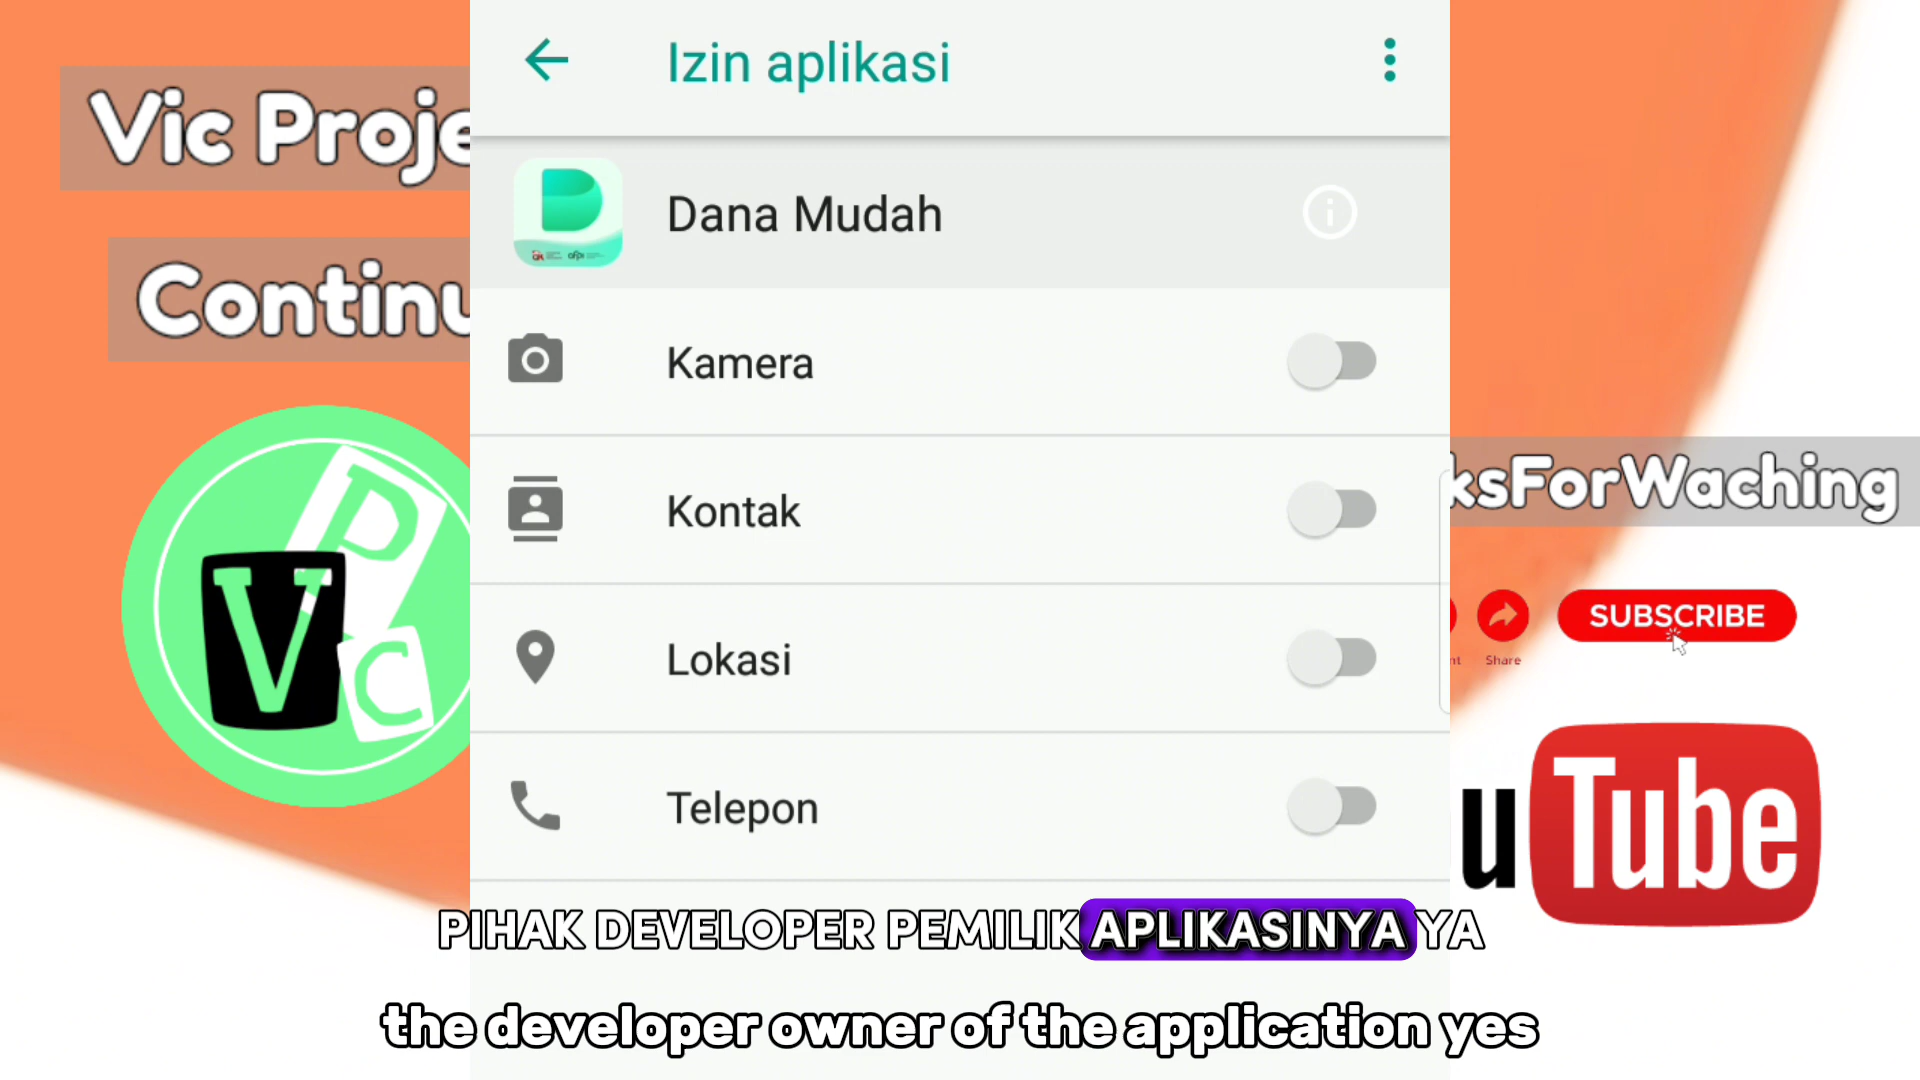 Vic Proje
Continu
V
P
C
Izin aplikasi
Dana Mudah
Kamera
Kontak
Lokasi
Telepon
ksForWaching
nt
Share
SUBSCRIBE
u
Tube
PIHAK DEVELOPER PEMILIK APLIKASINYA YA
the developer owner of the application yes